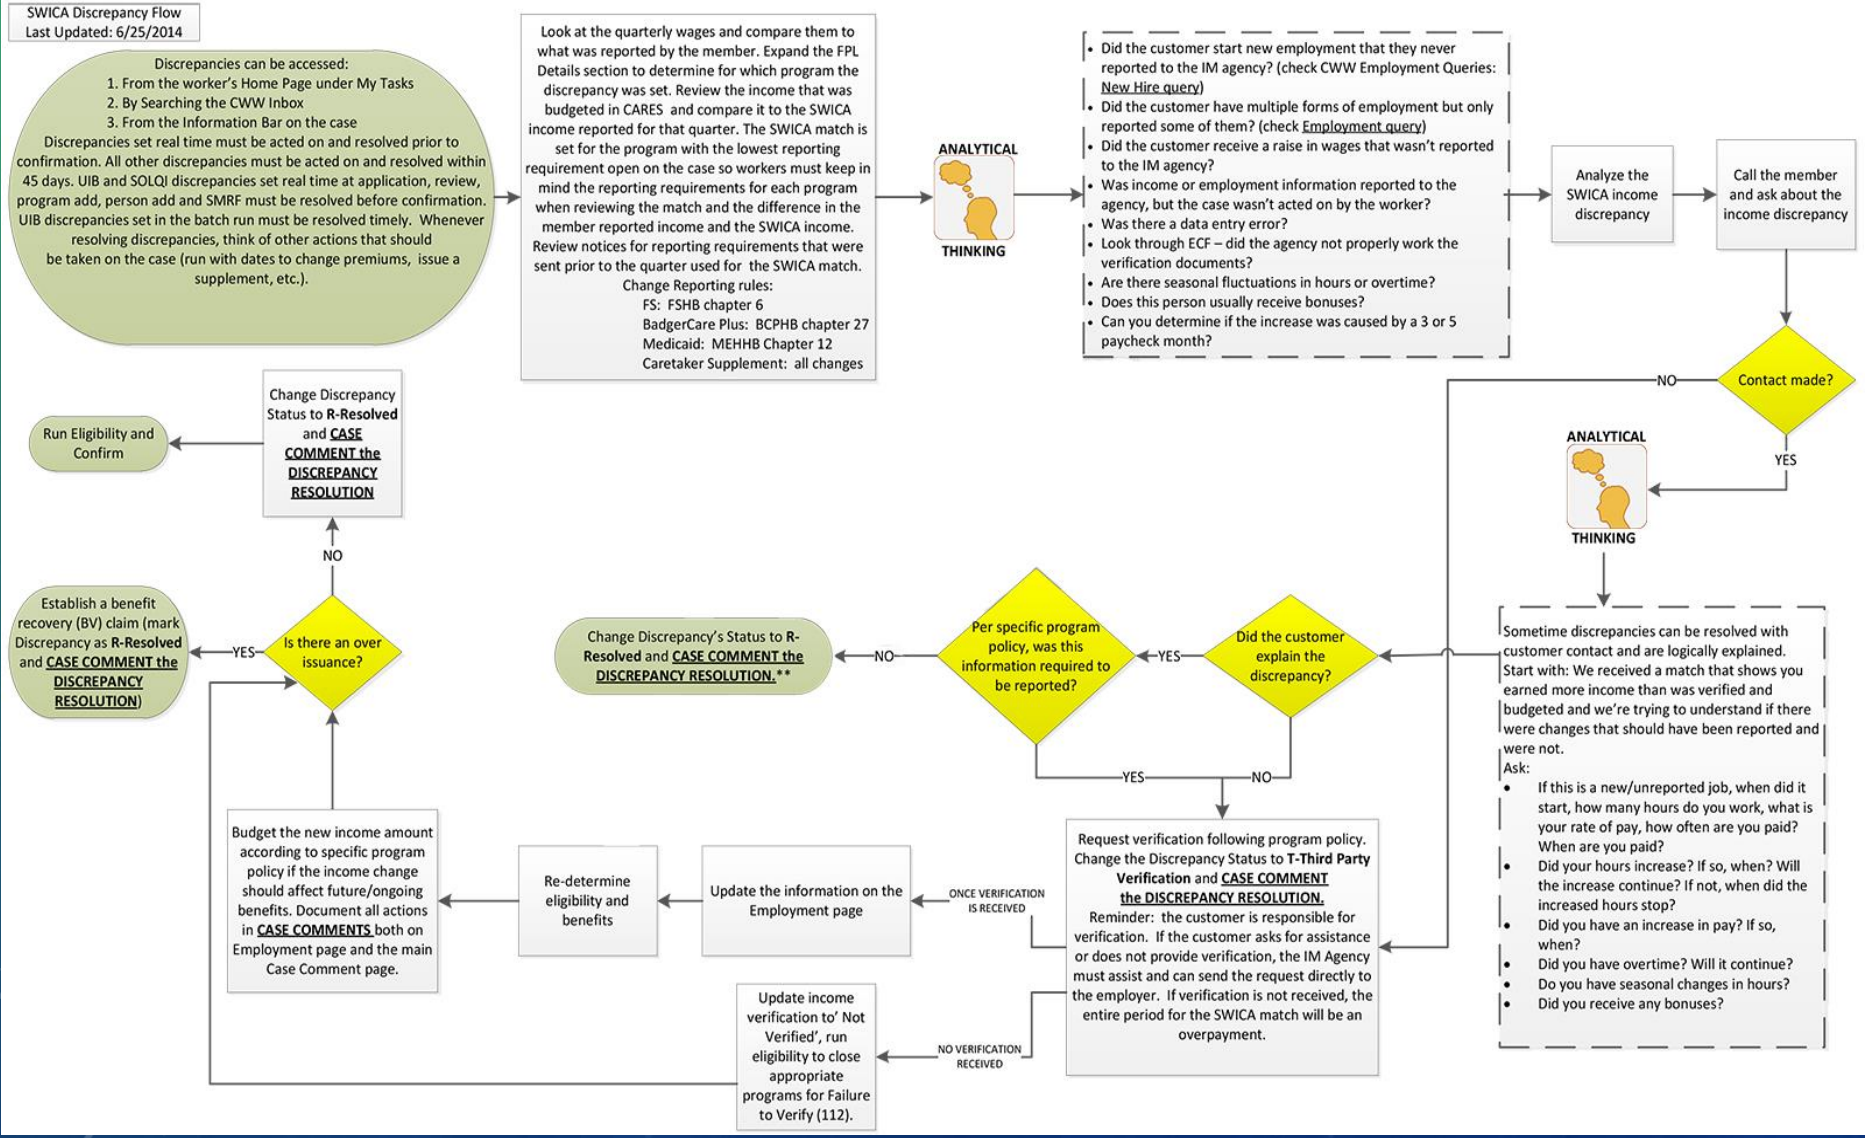 SWICA Discrepancy Flow
Last Updated: 6/25/2014
Discrepancies can be accessed:
1. From the worker's Home Page under My Tasks
2. By Searching the CWW Inbox
3. From the Information Bar on the case
Discrepancies set real time must be acted on and resolved prior to
confirmation. All other discrepancies must be acted on and resolved within
45 days. UIB and SOLQI discrepancies set real time at application, review,
program add, person add and SMRF must be resolved before confirmation.
UIB discrepancies set in the batch run must be resolved timely. Whenever
resolving discrepancies, think of other actions that should
be taken on the case (run with dates to change premiums, issue a
supplement, etc.).
Look at the quarterly wages and compare them to
what was reported by the member. Expand the FPL
Details section to determine for which program the
discrepancy was set. Review the income that was
budgeted in CARES and compare it to the SWICA
income reported for that quarter. The SWICA match is
set for the program with the lowest reporting
requirement open on the case so workers must keep in
mind the reporting requirements for each program
when reviewing the match and the difference in the
member reported income and the SWICA income.
Review notices for reporting requirements that were
sent prior to the quarter used for the SWICA match.
Change Reporting rules:
FS: FSHB chapter 6
BadgerCare Plus: BCPHB chapter 27
Medicaid: MEHHB Chapter 12
Caretaker Supplement: all changes
ANALYTICAL
THINKING
• Did the customer start new employment that they never
reported to the IM agency? (check CWW Employment Queries:
New Hire query)
• Did the customer have multiple forms of employment but only
reported some of them? (check Employment query)
• Did the customer receive a raise in wages that wasn't reported
to the IM agency?
• Was income or employment information reported to the
agency, but the case wasn't acted on by the worker?
• Was there a data entry error?
• Look through ECF – did the agency not properly work the
verification documents?
• Are there seasonal fluctuations in hours or overtime?
• Does this person usually receive bonuses?
• Can you determine if the increase was caused by a 3 or 5
paycheck month?
Analyze the
SWICA income
discrepancy
Call the member
and ask about the
income discrepancy
Contact made?
NO
YES
ANALYTICAL
THINKING
Sometime discrepancies can be resolved with
customer contact and are logically explained.
Start with: We received a match that shows you
earned more income than was verified and
budgeted and we're trying to understand if there
were changes that should have been reported and
were not.
Ask:
• If this is a new/unreported job, when did it
start, how many hours do you work, what is
your rate of pay, how often are you paid?
When are you paid?
• Did your hours increase? If so, when? Will
the increase continue? If not, when did the
increased hours stop?
• Did you have an increase in pay? If so,
when?
• Did you have overtime? Will it continue?
• Do you have seasonal changes in hours?
• Did you receive any bonuses?
Did the customer
explain the
discrepancy?
YES
NO
Per specific program
policy, was this
information required to
be reported?
NO
YES
Change Discrepancy's Status to R-
Resolved and CASE COMMENT the
DISCREPANCY RESOLUTION.**
Request verification following program policy.
Change the Discrepancy Status to T-Third Party
Verification and CASE COMMENT
the DISCREPANCY RESOLUTION.
Reminder: the customer is responsible for
verification. If the customer asks for assistance
or does not provide verification, the IM Agency
must assist and can send the request directly to
the employer. If verification is not received, the
entire period for the SWICA match will be an
overpayment.
ONCE VERIFICATION
IS RECEIVED
NO VERIFICATION
RECEIVED
Update the information on the
Employment page
Re-determine
eligibility and
benefits
Budget the new income amount
according to specific program
policy if the income change
should affect future/ongoing
benefits. Document all actions
in CASE COMMENTS both on
Employment page and the main
Case Comment page.
Update income
verification to' Not
Verified', run
eligibility to close
appropriate
programs for Failure
to Verify (112).
Is there an over
issuance?
YES
NO
Establish a benefit
recovery (BV) claim (mark
Discrepancy as R-Resolved
and CASE COMMENT the
DISCREPANCY
RESOLUTION)
Change Discrepancy
Status to R-Resolved
and CASE
COMMENT the
DISCREPANCY
RESOLUTION
Run Eligibility and
Confirm